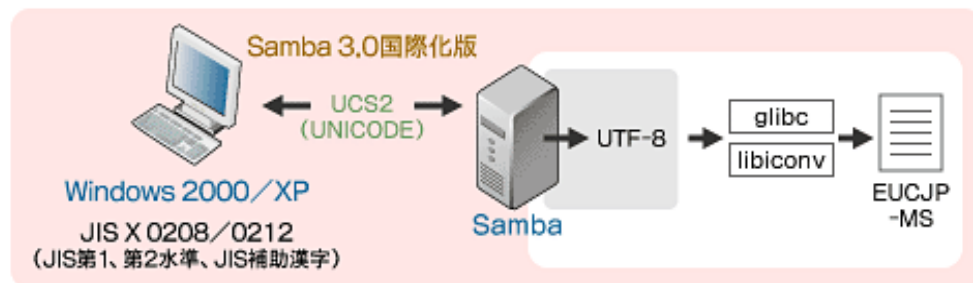 Samba 3.0国際化版
UCS2
(UNICODE)
UTF-8
glibc
libiconv
EUCJP
-MS
Windows 2000／XP
Samba
JIS X 0208／0212
（JIS第1、第2水準、JIS補助漢字）